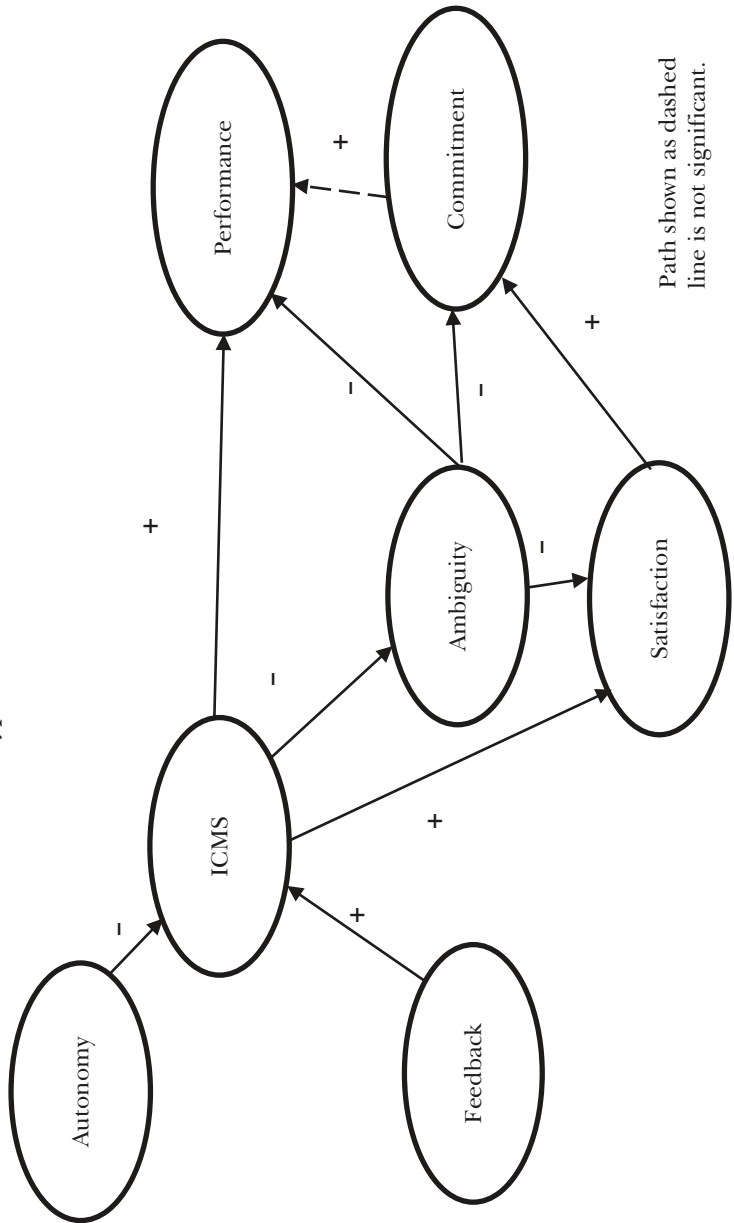 Autonomy
–
ICMS
+
Feedback
+
–
+
Performance
–
Ambiguity
–
–
Satisfaction
+
Commitment
+
Path shown as dashed
line is not significant.